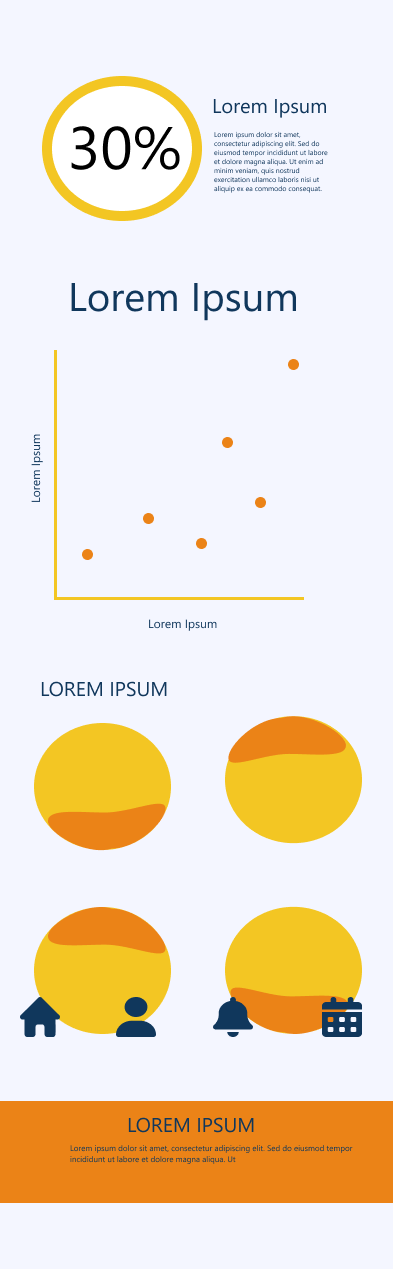 30%
Lorem Ipsum
Lorem ipsum dolor sit amet,
consectetur adipiscing elit. Sed do
eiusmod tempor incididunt ut labore
et dolore magna aliqua. Ut enim ad
minim veniam, quis nostrud
exercitation ullamco laboris nisi ut
aliquip ex ea commodo consequat.
Lorem Ipsum
Lorem Ipsum
Lorem Ipsum
LOREM IPSUM
LOREM IPSUM
Lorem ipsum dolor sit amet, consectetur adipiscing elit. Sed do eiusmod tempor
incididunt ut labore et dolore magna aliqua. Ut